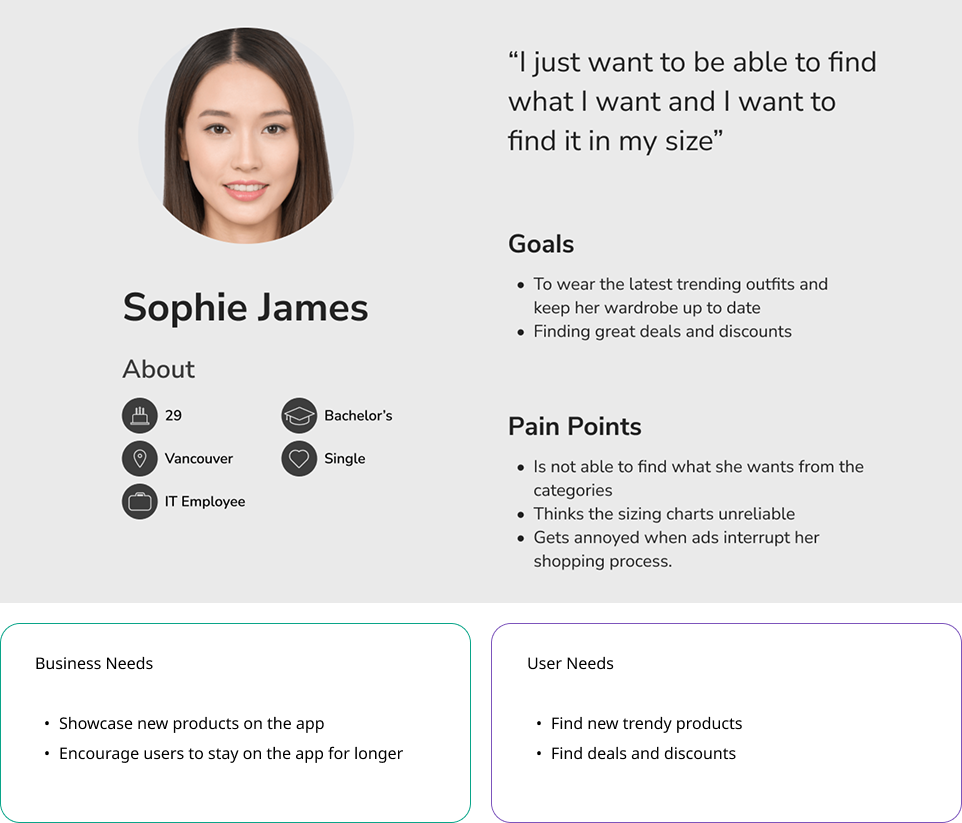 “I just want to be able to find
what I want and I want to
find it in my size”
Sophie James
About
29
Bachelor’s
Vancouver
Single
IT Employee
Goals
• To wear the latest trending outfits and
keep her wardrobe up to date
• Finding great deals and discounts
Pain Points
• Is not able to find what she wants from the
categories
• Thinks the sizing charts unreliable
• Gets annoyed when ads interrupt her
shopping process.
Business Needs
• Showcase new products on the app
• Encourage users to stay on the app for longer
User Needs
• Find new trendy products
• Find deals and discounts